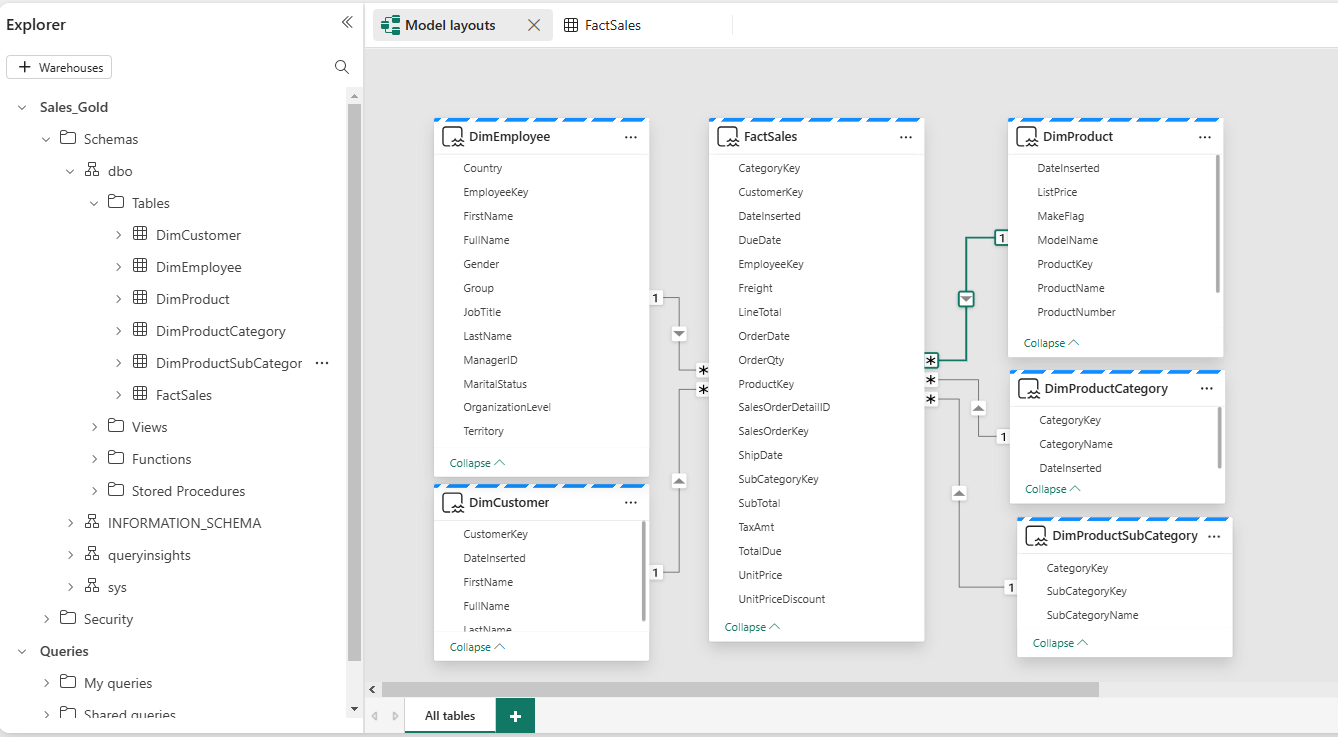 Explorer
Warehouses
Sales_Gold
Schemas
dbo
Tables
DimCustomer
DimEmployee
DimProduct
DimProductCategory
DimProductSubCategor
FactSales
Views
Functions
Stored Procedures
INFORMATION_SCHEMA
queryinsights
sys
Security
Queries
My queries
Shared queries
Model layouts
FactSales
DimEmployee
Country
EmployeeKey
FirstName
FullName
Gender
Group
JobTitle
LastName
ManagerID
MaritalStatus
OrganizationLevel
Territory
Collapse
1
*
DimCustomer
CustomerKey
DateInserted
FirstName
FullName
LastName
Collapse
1
*
FactSales
CategoryKey
CustomerKey
DateInserted
DueDate
EmployeeKey
Freight
LineTotal
OrderDate
OrderQty
ProductKey
SalesOrderDetailID
SalesOrderKey
ShipDate
SubCategoryKey
SubTotal
TaxAmt
TotalDue
UnitPrice
UnitPriceDiscount
Collapse
*
*
*
1
DimProduct
DateInserted
ListPrice
MakeFlag
ModelName
ProductKey
ProductName
ProductNumber
Collapse
1
DimProductCategory
CategoryKey
CategoryName
DateInserted
Collapse
1
DimProductSubCategory
CategoryKey
SubCategoryKey
SubCategoryName
Collapse
All tables